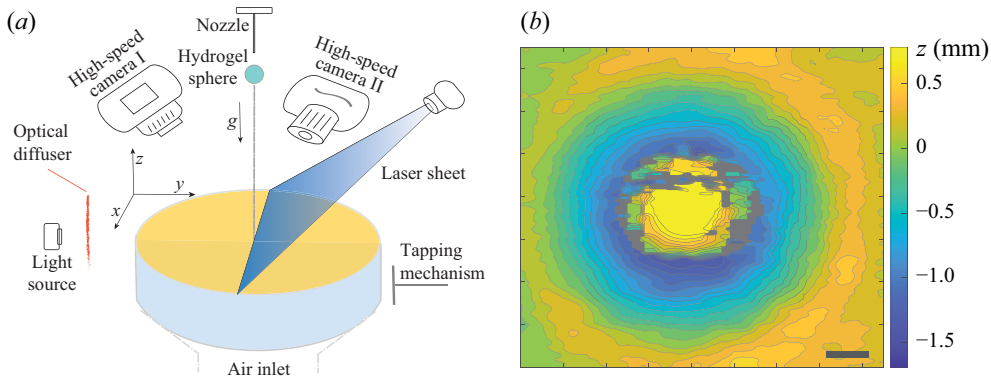 (a)
Nozzle
Hydrogel
sphere
High-speed
camera I
High-speed
camera II
g
Optical
diffuser
z
y
x
Laser sheet
Light
source
Tapping
mechanism
Air inlet
(b)
z (mm)
0.5
0
−0.5
−1.0
−1.5